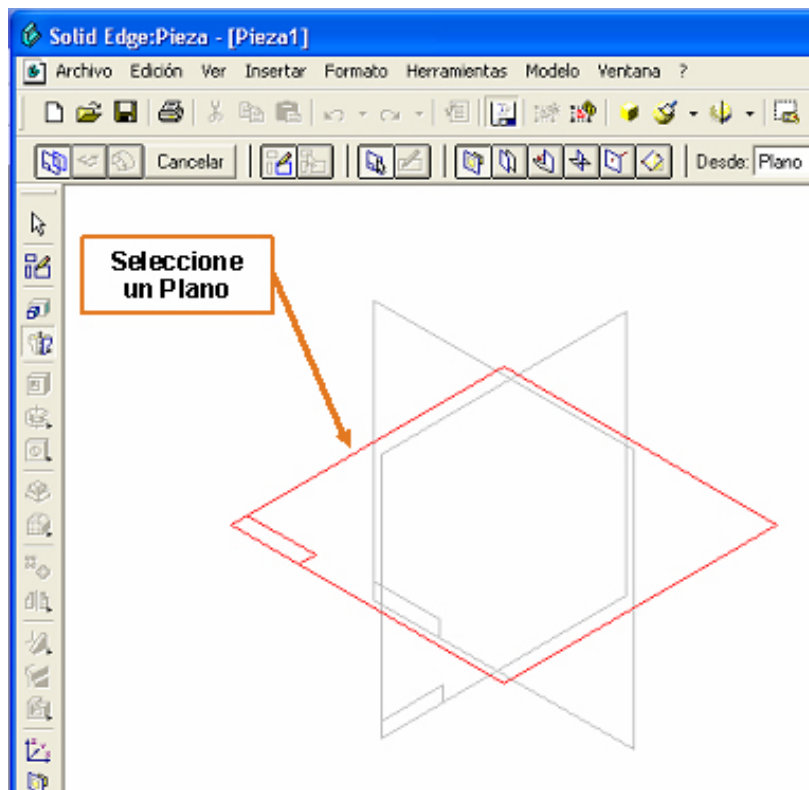 Solid Edge:Pieza - [Pieza1]
Archivo Edición Ver Insertar Formato Herramientas Modelo Ventana ?
Cancelar Desde: Plano
Seleccione
un Plano